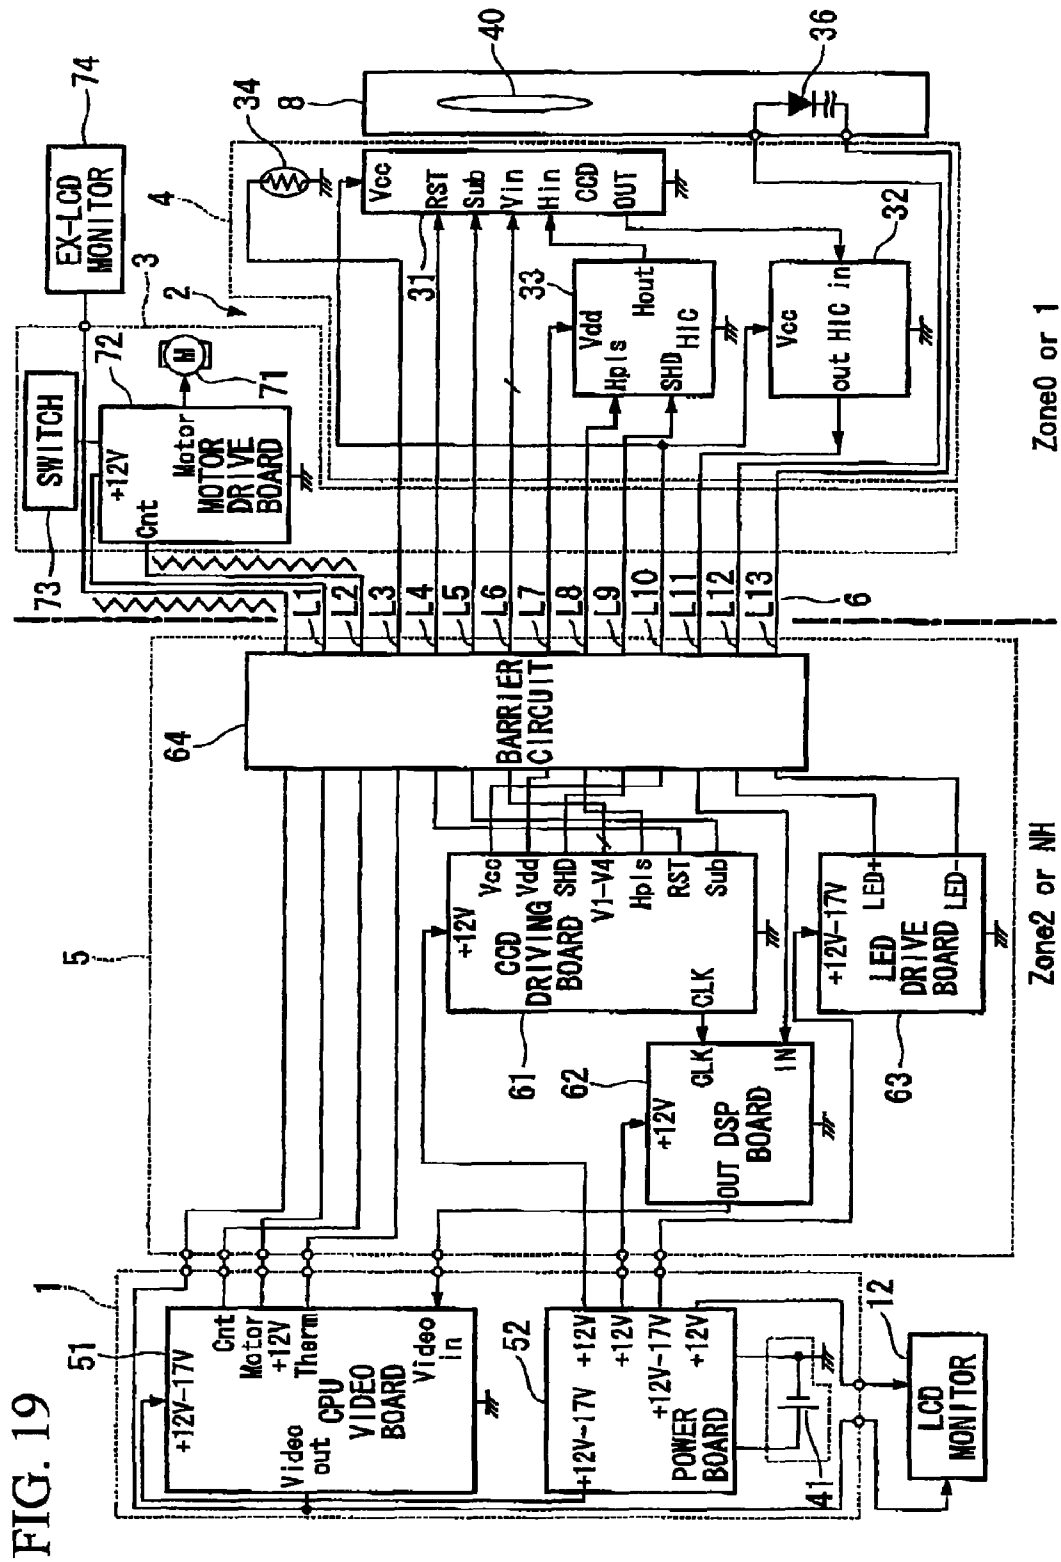 FIG. 19
1
51
+12V-17V
Cnt
Motor
+12V
Therm
Video
out
CPU
VIDEO
BOARD
Video
in
52
+12V~17V
+12V
+12V
+12V-17V
+12V
POWER
BOARD
41
12
LCD
MONITOR
5
64
BARRIER
CIRCUIT
61
+12V
CCD
DRIVING
BOARD
Vcc
Vdd
SHD
V1-V4
Hpls
RST
Sub
CLK
62
+12V
CLK
IN
OUT
DSP
BOARD
63
+12V-17V
LED+
LED-
LED
DRIVE
BOARD
Zone2 or NH
L1
L2
L3
L4
L5
L6
L7
L8
L9
L10
L11
L12
L13
6
73
SWITCH
72
+12V
Cnt
Motor
MOTOR
DRIVE
BOARD
M
71
3
2
74
EX-LCD
MONITOR
4
34
31
Vcc
RST
Sub
Vin
Hin
CCD
OUT
33
Vdd
Hpls
Hout
SHD
HIC
32
Vcc
out HIC in
8
40
36
Zone0 or 1